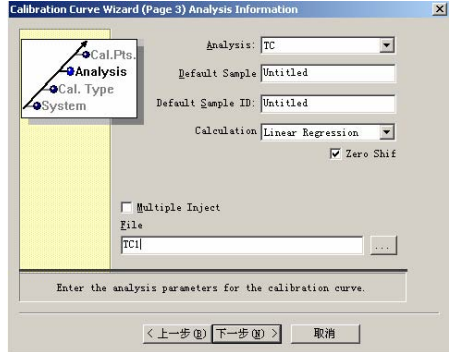 Calibration Curve Wizard (Page 3) Analysis Information
Cal.Pts.
Analysis
Cal. Type
System
Analysis: TC
Default Sample Untitled
Default Sample ID: Untitled
Calculation Linear Regression
Zero Shif
Multiple Inject
File
TC1
...
Enter the analysis parameters for the calibration curve.
< 上一步(B) 下一步(N) > 取消